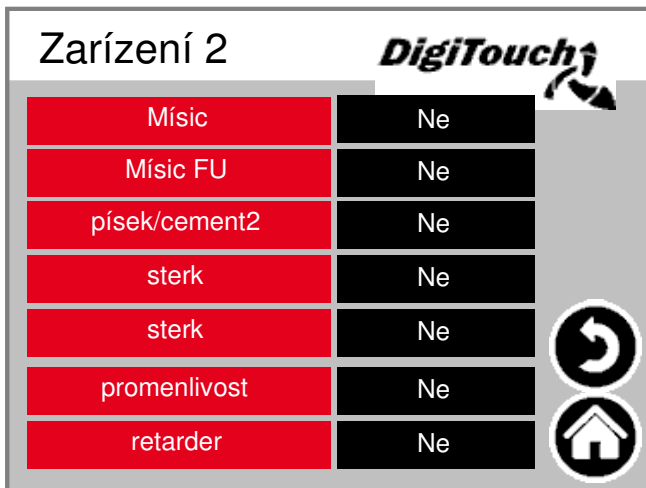 Zarízení 2
DigiTouch
Mísic Ne
Mísic FU Ne
písek/cement2 Ne
sterk Ne
sterk Ne
promenlivost Ne
retarder Ne